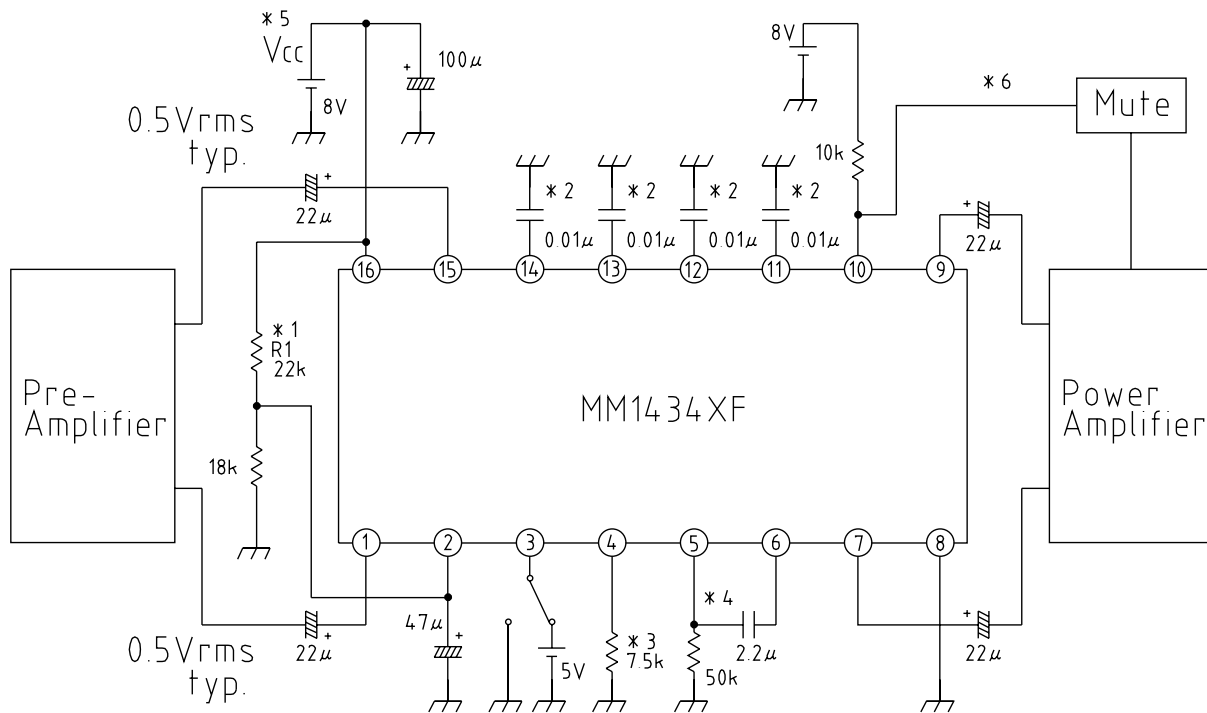 *5
Vcc
8V
100μ
8V
*6
Mute
0.5Vrms
typ.
10k
*2
*2
*2
*2
22μ
0.01μ
0.01μ
0.01μ
0.01μ
22μ
16
15
14
13
12
11
10
9
*1
R1
22k
Pre-
Amplifier
MM1434XF
Power
Amplifier
18k
1
2
3
4
5
6
7
8
*4
47μ
22μ
*3
7.5k
2.2μ
22μ
0.5Vrms
typ.
5V
50k